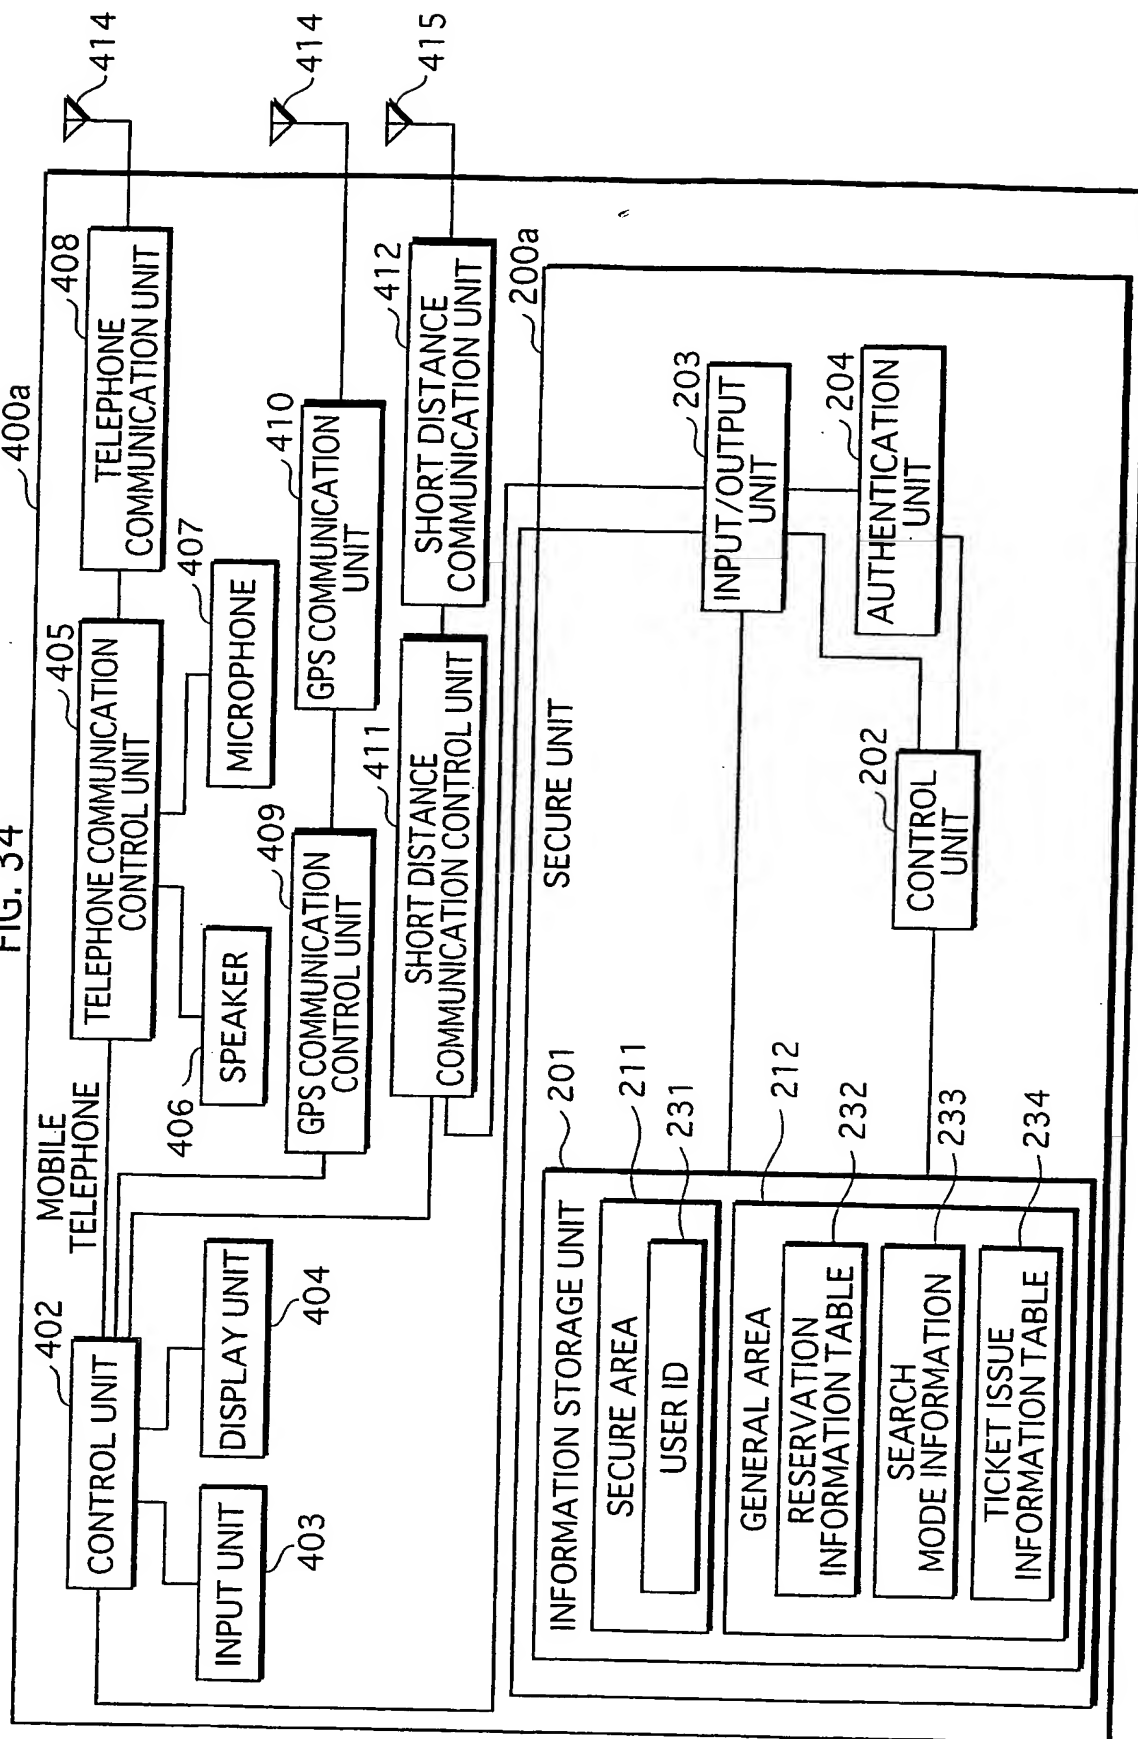 FIG. 34
400a
MOBILE
TELEPHONE
402
CONTROL UNIT
403
INPUT UNIT
404
DISPLAY UNIT
405
TELEPHONE COMMUNICATION
CONTROL UNIT
406
SPEAKER
407
MICROPHONE
408
TELEPHONE
COMMUNICATION UNIT
414
409
GPS COMMUNICATION
CONTROL UNIT
410
GPS COMMUNICATION
UNIT
414
411
SHORT DISTANCE
COMMUNICATION CONTROL UNIT
412
SHORT DISTANCE
COMMUNICATION UNIT
415
200a
SECURE UNIT
201
INFORMATION STORAGE UNIT
211
SECURE AREA
231
USER ID
212
GENERAL AREA
232
RESERVATION
INFORMATION TABLE
233
SEARCH
MODE INFORMATION
234
TICKET ISSUE
INFORMATION TABLE
202
CONTROL
UNIT
203
INPUT/OUTPUT
UNIT
204
AUTHENTICATION
UNIT